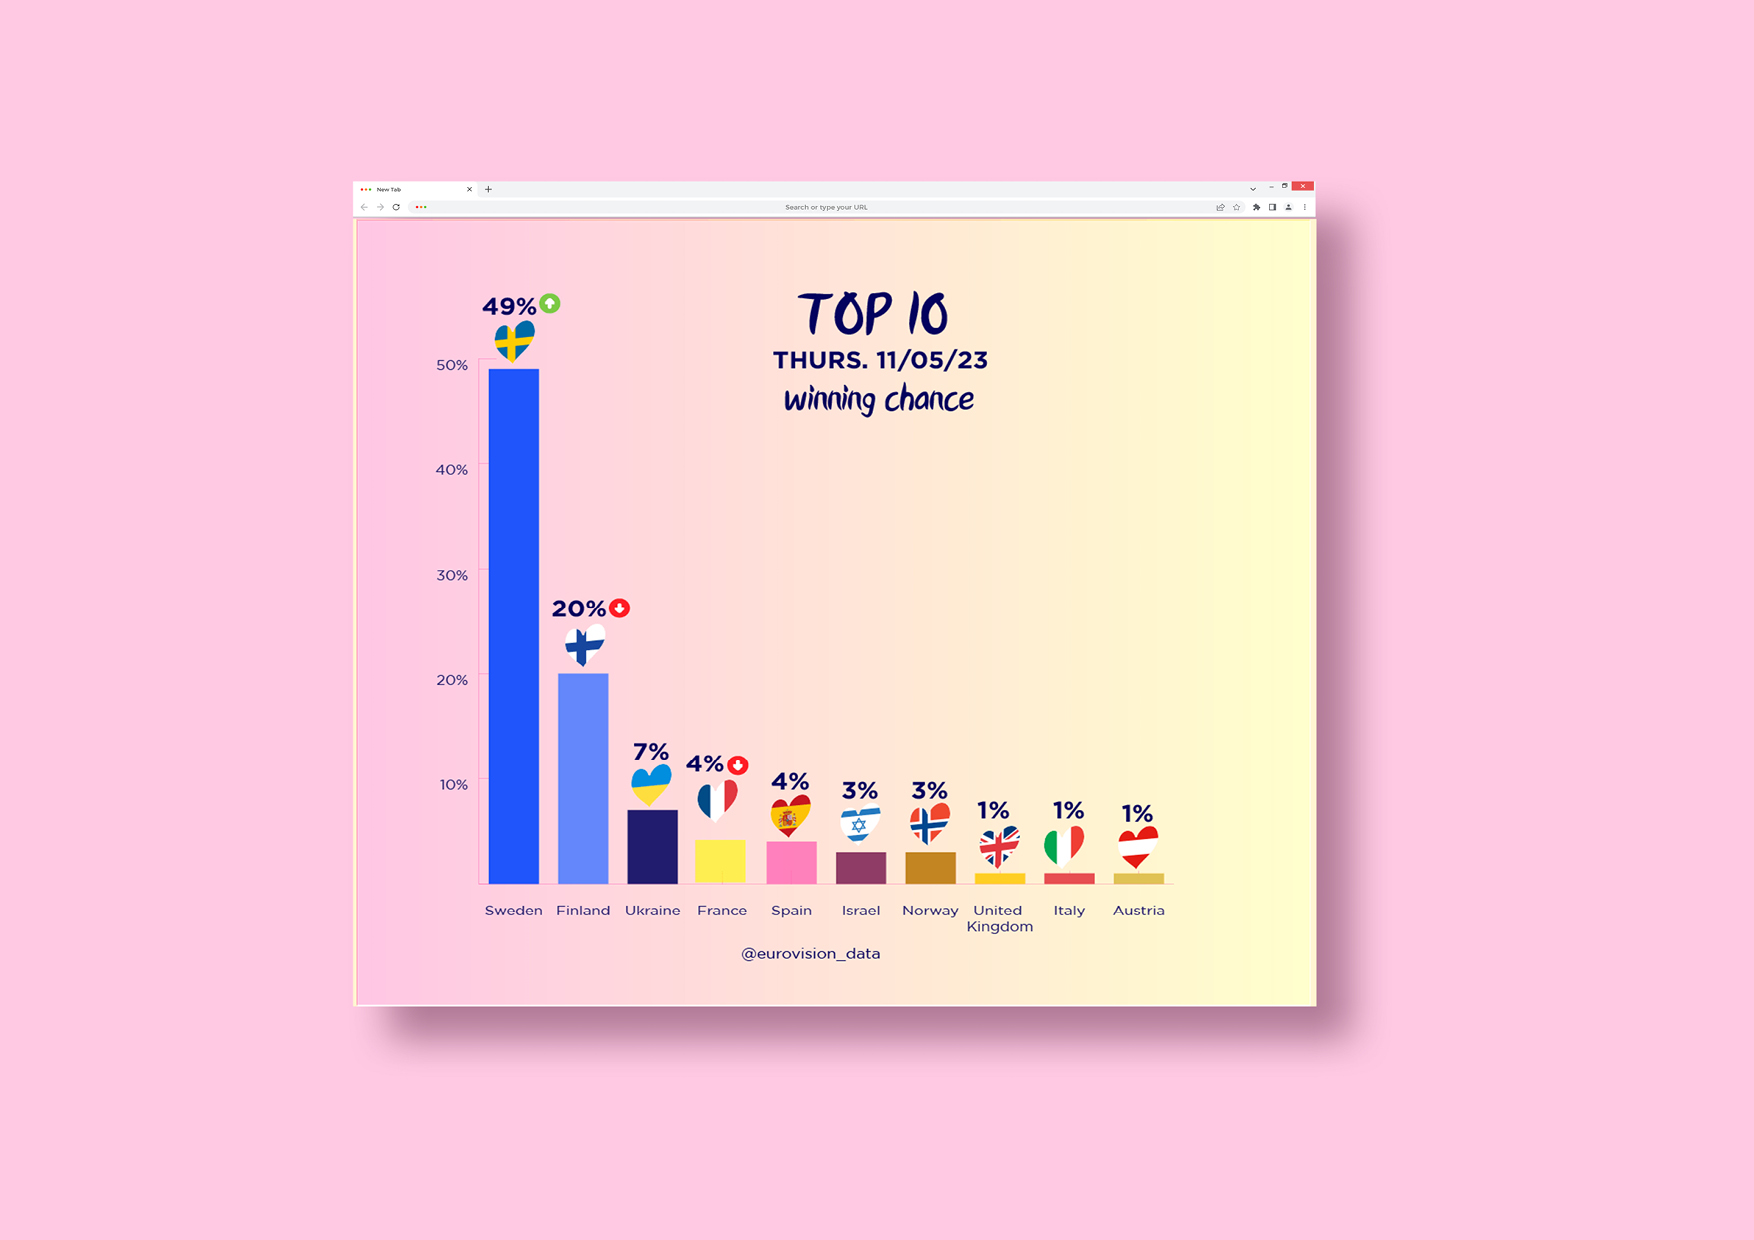 New Tab
Search or type your URL
TOP 10
THURS. 11/05/23
winning chance
49%
50%
40%
30%
20%
20%
10%
7%
4%
4%
3%
3%
1%
1%
1%
Sweden
Finland
Ukraine
France
Spain
Israel
Norway
United
Kingdom
Italy
Austria
@eurovision_data